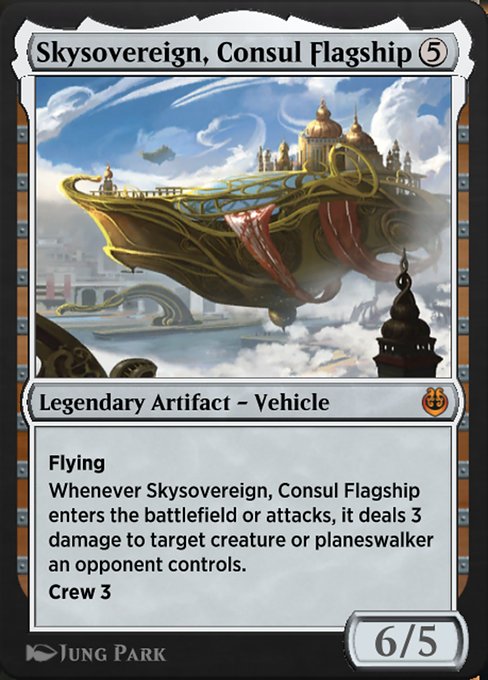 Skysovereign, Consul Flagship 5
Legendary Artifact – Vehicle
Flying
Whenever Skysovereign, Consul Flagship
enters the battlefield or attacks, it deals 3
damage to target creature or planeswalker
an opponent controls.
Crew 3
6/5
Jung Park